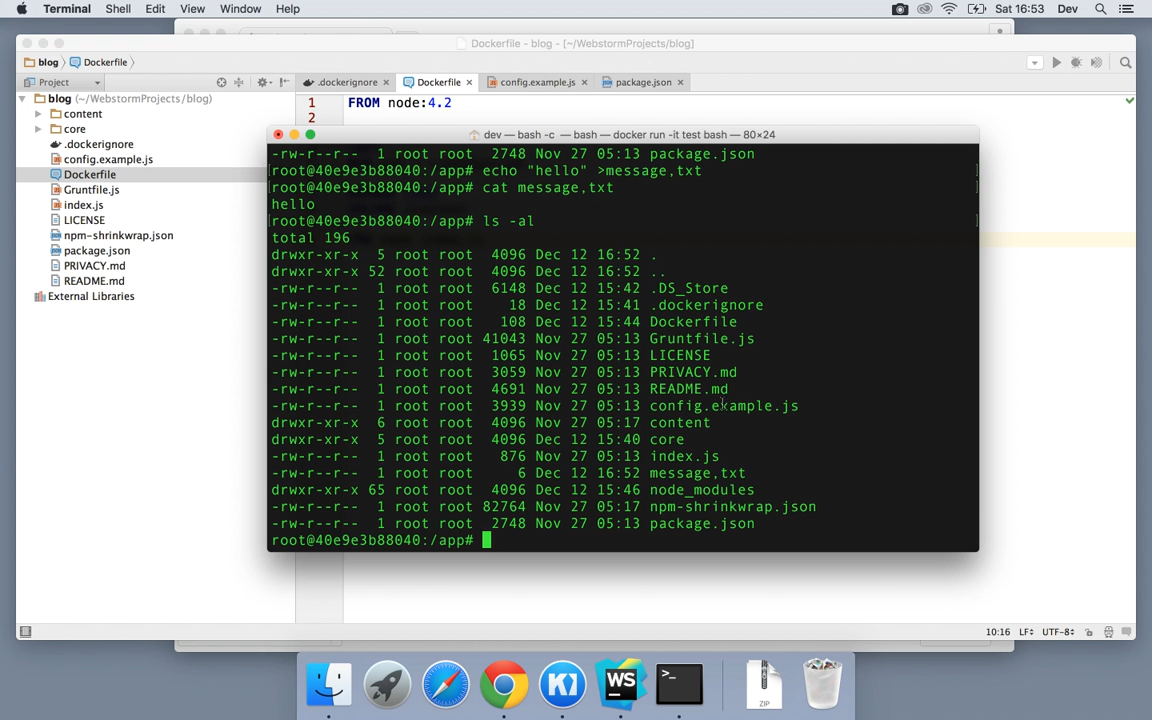 Terminal Shell Edit View Window Help Sat 16:53 Dev
Dockerfile - blog - [~/WebstormProjects/blog]
blog Dockerfile
Project .dockerignore Dockerfile config.example.js package.json
blog (~/WebstormProjects/blog)
content
core
.dockerignore
config.example.js
Dockerfile
Gruntfile.js
index.js
LICENSE
npm-shrinkwrap.json
package.json
PRIVACY.md
README.md
External Libraries
1 FROM node:4.2
2
dev — bash -c — bash — docker run -it test bash — 80×24
-rw-r--r-- 1 root root 2748 Nov 27 05:13 package.json
[root@40e9e3b88040:/app# echo "hello" >message,txt ]
[root@40e9e3b88040:/app# cat message,txt ]
hello
[root@40e9e3b88040:/app# ls -al ]
total 196
drwxr-xr-x 5 root root 4096 Dec 12 16:52 .
drwxr-xr-x 52 root root 4096 Dec 12 16:52 ..
-rw-r--r-- 1 root root 6148 Dec 12 15:42 .DS_Store
-rw-r--r-- 1 root root 18 Dec 12 15:41 .dockerignore
-rw-r--r-- 1 root root 108 Dec 12 15:44 Dockerfile
-rw-r--r-- 1 root root 41043 Nov 27 05:13 Gruntfile.js
-rw-r--r-- 1 root root 1065 Nov 27 05:13 LICENSE
-rw-r--r-- 1 root root 3059 Nov 27 05:13 PRIVACY.md
-rw-r--r-- 1 root root 4691 Nov 27 05:13 README.md
-rw-r--r-- 1 root root 3939 Nov 27 05:13 config.example.js
drwxr-xr-x 6 root root 4096 Nov 27 05:17 content
drwxr-xr-x 5 root root 4096 Dec 12 15:40 core
-rw-r--r-- 1 root root 876 Nov 27 05:13 index.js
-rw-r--r-- 1 root root 6 Dec 12 16:52 message,txt
drwxr-xr-x 65 root root 4096 Dec 12 15:46 node_modules
-rw-r--r-- 1 root root 82764 Nov 27 05:17 npm-shrinkwrap.json
-rw-r--r-- 1 root root 2748 Nov 27 05:13 package.json
root@40e9e3b88040:/app#
10:16 LF÷ UTF-8÷
WS
ZIP